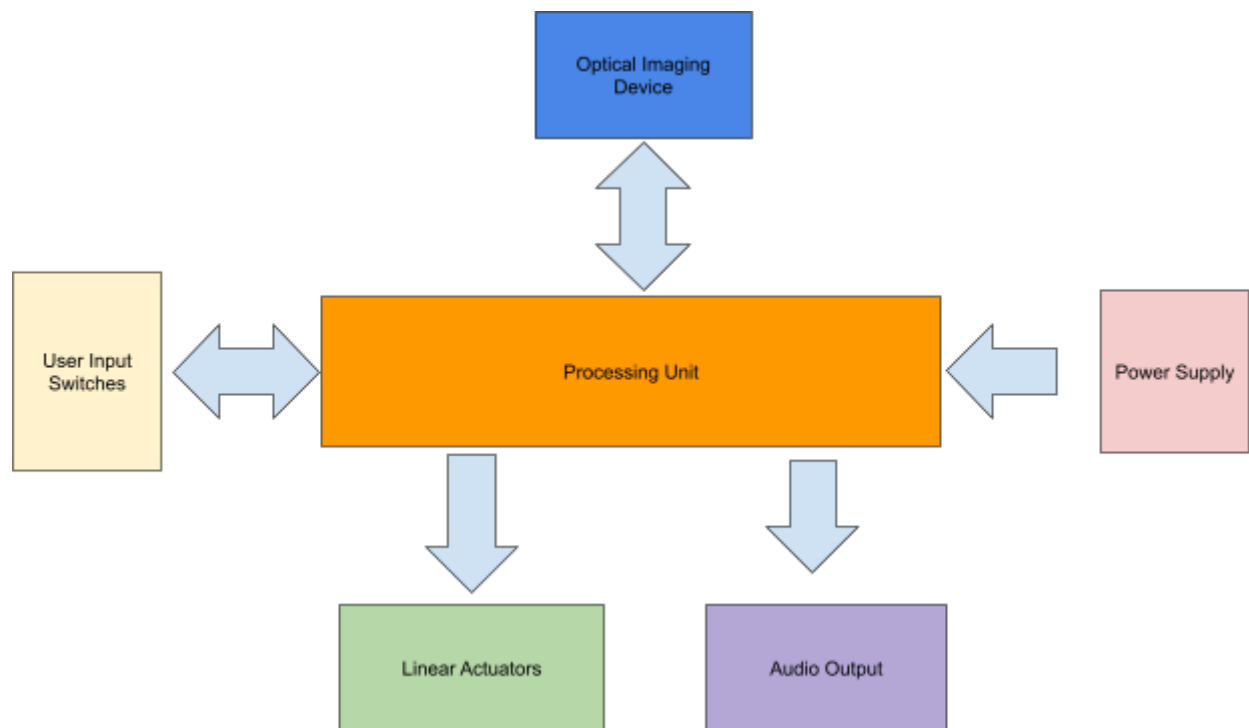 Optical Imaging
Device
User Input
Switches
Processing Unit
Power Supply
Linear Actuators
Audio Output